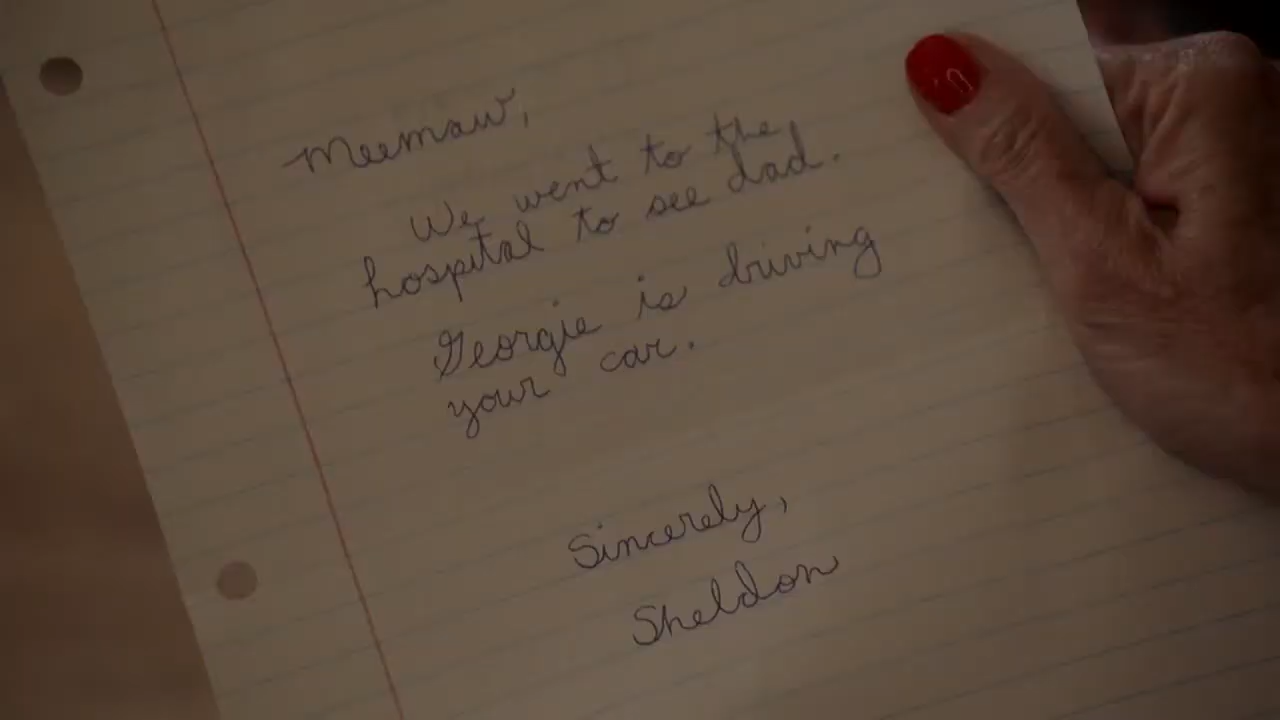 Meemaw,
We went to the
hospital to see dad.
Georgie is driving
your car.
Sincerely,
Sheldon